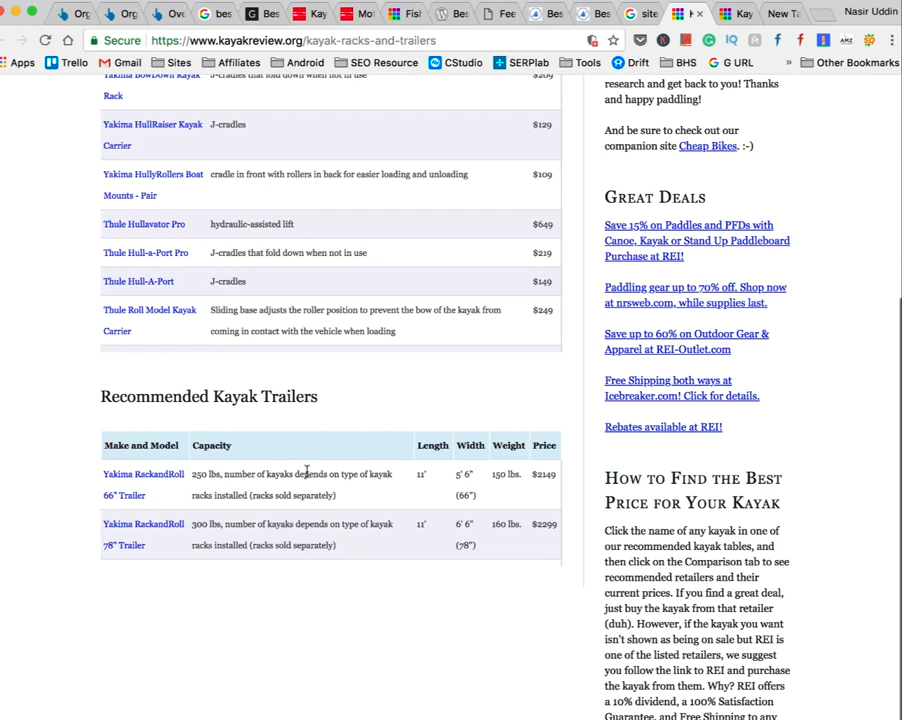 Org
Org
Ov
bes
Bes
Kay
Mot
Fish
Bes
Fee
Bes
Bes
site
K
Kay
New T
Nasir Uddin
Secure
https://www.kayakreview.org/kayak-racks-and-trailers
Apps
Trello
Gmail
Sites
Affiliates
Android
SEO Resource
CStudio
SERPlab
Tools
Drift
BHS
G URL
»
Other Bookmarks
Yakima BowDown Kayak Rack
J-cradles that fold down when not in use
$209
Yakima HullRaiser Kayak Carrier
J-cradles
$129
Yakima HullyRollers Boat Mounts - Pair
cradle in front with rollers in back for easier loading and unloading
$109
Thule Hullavator Pro
hydraulic-assisted lift
$649
Thule Hull-a-Port Pro
J-cradles that fold down when not in use
$219
Thule Hull-A-Port
J-cradles
$149
Thule Roll Model Kayak Carrier
Sliding base adjusts the roller position to prevent the bow of the kayak from
coming in contact with the vehicle when loading
$249
Recommended Kayak Trailers
Make and Model Capacity Length Width Weight Price
Yakima RackandRoll 66" Trailer
250 lbs, number of kayaks depends on type of kayak
racks installed (racks sold separately)
11'
5' 6" (66")
150 lbs.
$2149
Yakima RackandRoll 78" Trailer
300 lbs, number of kayaks depends on type of kayak
racks installed (racks sold separately)
11'
6' 6" (78")
160 lbs.
$2299
research and get back to you! Thanks
and happy paddling!
And be sure to check out our
companion site Cheap Bikes. :-)
GREAT DEALS
Save 15% on Paddles and PFDs with
Canoe, Kayak or Stand Up Paddleboard
Purchase at REI!
Paddling gear up to 70% off. Shop now
at nrsweb.com, while supplies last.
Save up to 60% on Outdoor Gear &
Apparel at REI-Outlet.com
Free Shipping both ways at
Icebreaker.com! Click for details.
Rebates available at REI!
HOW TO FIND THE BEST
PRICE FOR YOUR KAYAK
Click the name of any kayak in one of
our recommended kayak tables, and
then click on the Comparison tab to see
recommended retailers and their
current prices. If you find a great deal,
just buy the kayak from that retailer
(duh). However, if the kayak you want
isn't shown as being on sale but REI is
one of the listed retailers, we suggest
you follow the link to REI and purchase
the kayak from them. Why? REI offers
a 10% dividend, a 100% Satisfaction
Guarantee, and Free Shipping to any